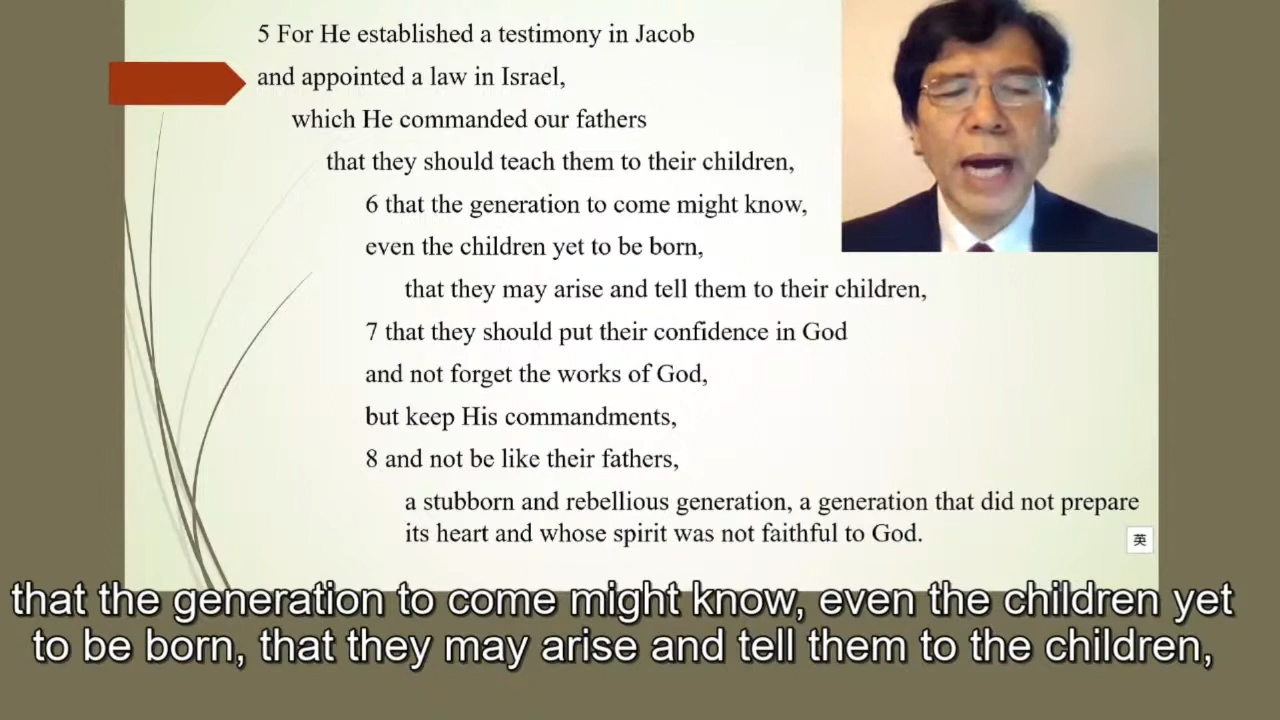 5 For He established a testimony in Jacob
and appointed a law in Israel,
which He commanded our fathers
that they should teach them to their children,
6 that the generation to come might know,
even the children yet to be born,
that they may arise and tell them to their children,
7 that they should put their confidence in God
and not forget the works of God,
but keep His commandments,
8 and not be like their fathers,
a stubborn and rebellious generation, a generation that did not prepare
its heart and whose spirit was not faithful to God.
英
that the generation to come might know, even the children yet
to be born, that they may arise and tell them to the children,